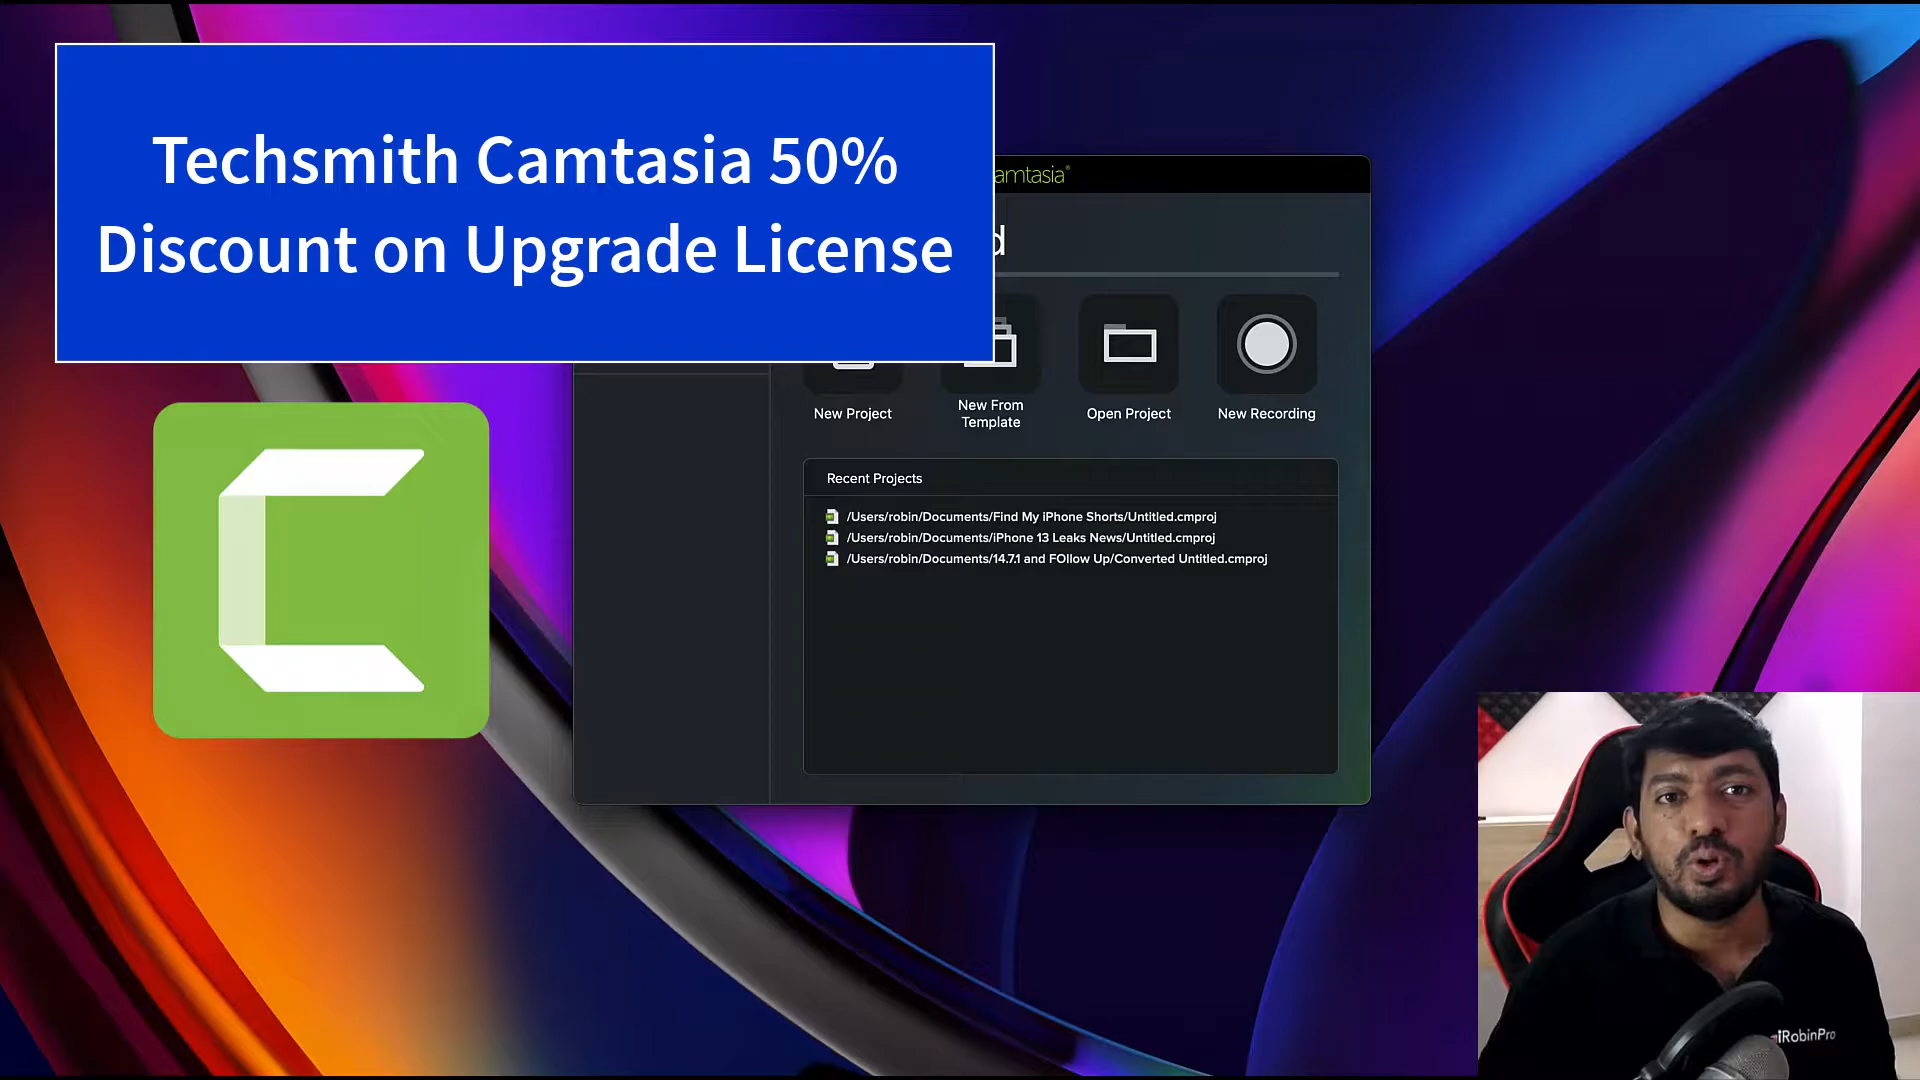 Techsmith Camtasia 50%
Discount on Upgrade License
amtasia®
d
New Project
New From
Template
Open Project
New Recording
Recent Projects
/Users/robin/Documents/Find My iPhone Shorts/Untitled.cmproj
/Users/robin/Documents/iPhone 13 Leaks News/Untitled.cmproj
/Users/robin/Documents/14.7.1 and FOllow Up/Converted Untitled.cmproj
iRobinPro